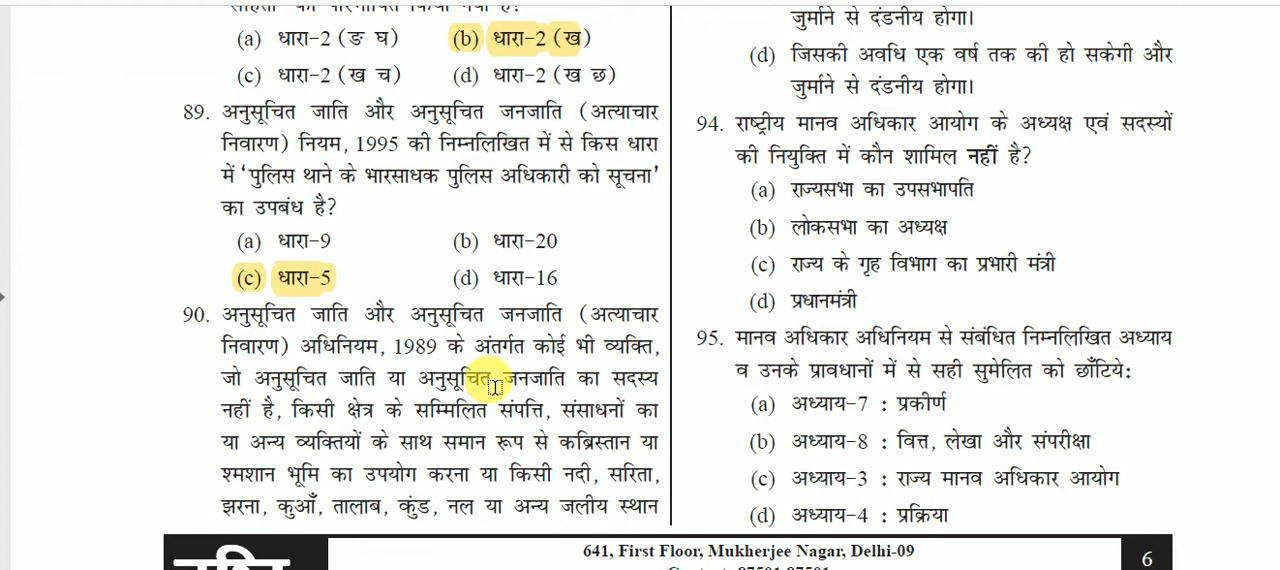 (a) धारा-2 (ङ घ) (b) धारा-2 (ख)
(c) धारा-2 (ख च) (d) धारा-2 (ख छ)
89. अनुसूचित जाति और अनुसूचित जनजाति (अत्याचार
निवारण) नियम, 1995 की निम्नलिखित में से किस धारा
में ‘पुलिस थाने के भारसाधक पुलिस अधिकारी को सूचना’
का उपबंध है?
(a) धारा-9 (b) धारा-20
(c) धारा-5 (d) धारा-16
90. अनुसूचित जाति और अनुसूचित जनजाति (अत्याचार
निवारण) अधिनियम, 1989 के अंतर्गत कोई भी व्यक्ति,
जो अनुसूचित जाति या अनुसूचित जनजाति का सदस्य
नहीं है, किसी क्षेत्र के सम्मिलित संपत्ति, संसाधनों का
या अन्य व्यक्तियों के साथ समान रूप से कब्रिस्तान या
श्मशान भूमि का उपयोग करना या किसी नदी, सरिता,
झरना, कुआँ, तालाब, कुंड, नल या अन्य जलीय स्थान
जुर्माने से दंडनीय होगा।
(d) जिसकी अवधि एक वर्ष तक की हो सकेगी और
जुर्माने से दंडनीय होगा।
94. राष्ट्रीय मानव अधिकार आयोग के अध्यक्ष एवं सदस्यों
की नियुक्ति में कौन शामिल नहीं है?
(a) राज्यसभा का उपसभापति
(b) लोकसभा का अध्यक्ष
(c) राज्य के गृह विभाग का प्रभारी मंत्री
(d) प्रधानमंत्री
95. मानव अधिकार अधिनियम से संबंधित निम्नलिखित अध्याय
व उनके प्रावधानों में से सही सुमेलित को छाँटिये:
(a) अध्याय-7 : प्रकीर्ण
(b) अध्याय-8 : वित्त, लेखा और संपरीक्षा
(c) अध्याय-3 : राज्य मानव अधिकार आयोग
(d) अध्याय-4 : प्रक्रिया
641, First Floor, Mukherjee Nagar, Delhi-09
6